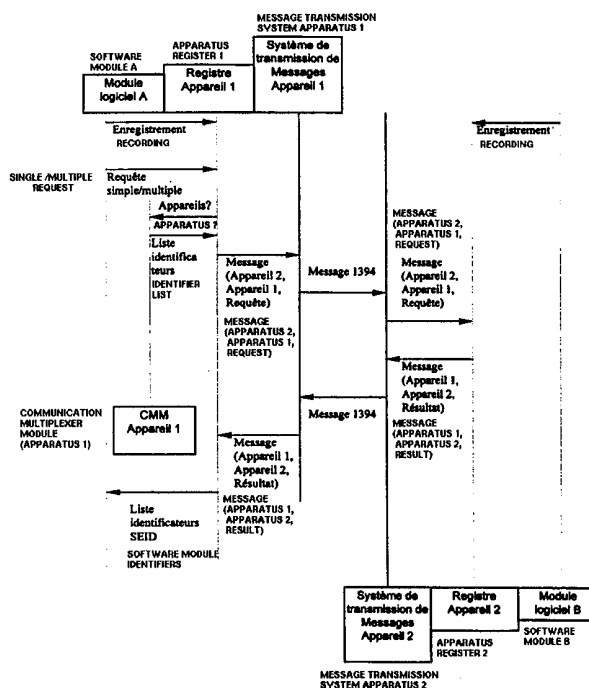 MESSAGE TRANSMISSION
SYSTEM APPARATUS 1
SOFTWARE
MODULE A
APPARATUS
REGISTER 1
Système de
transmission de
Messages
Appareil 1
Module
logiciel A
Registre
Appareil 1
Enregistrement
RECORDING
Enregistrement
RECORDING
SINGLE /MULTIPLE
REQUEST
Requête
simple/multiple
Appareils?
APPARATUS ?
Liste
identifica
teurs
IDENTIFIER
LIST
Message
(Appareil 2,
Appareil 1,
Requête)
MESSAGE
(APPARATUS 2,
APPARATUS 1,
REQUEST)
Message 1394
MESSAGE
(APPARATUS 2,
APPARATUS 1,
REQUEST)
Message
(Appareil 2,
Appareil 1,
Requête)
Message
(Appareil 1,
Appareil 2,
Résultat)
MESSAGE
(APPARATUS 1,
APPARATUS 2,
RESULT)
Message 1394
COMMUNICATION
MULTIPLEXER
MODULE
(APPARATUS 1)
CMM
Appareil 1
Message
(Appareil 1,
Appareil 2,
Résultat)
MESSAGE
(APPARATUS 1,
APPARATUS 2,
RESULT)
Liste
identificateurs
SEID
SOFTWARE MODULE
IDENTIFIERS
Système de
transmission de
Messages
Appareil 2
Registre
Appareil 2
Module
logiciel B
APPARATUS
REGISTER 2
SOFTWARE
MODULE B
MESSAGE TRANSMISSION
SYSTEM APPARATUS 2